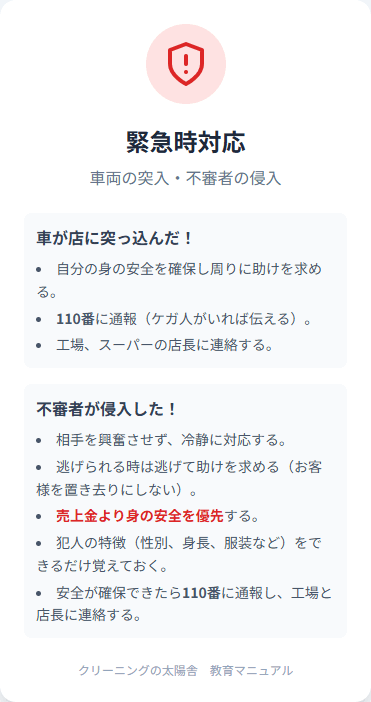 緊急時対応
車両の突入・不審者の侵入
車が店に突っ込んだ！
• 自分の身の安全を確保し周りに助けを求め
る。
• 110番に通報（ケガ人がいれば伝える）。
• 工場、スーパーの店長に連絡する。
不審者が侵入した！
• 相手を興奮させず、冷静に対応する。
• 逃げられる時は逃げて助けを求める（お客
様を置き去りにしない）。
• 売上金より身の安全を優先する。
• 犯人の特徴（性別、身長、服装など）をで
きるだけ覚えておく。
• 安全が確保できたら110番に通報し、工場と
店長に連絡する。
クリーニングの太陽舎　教育マニュアル